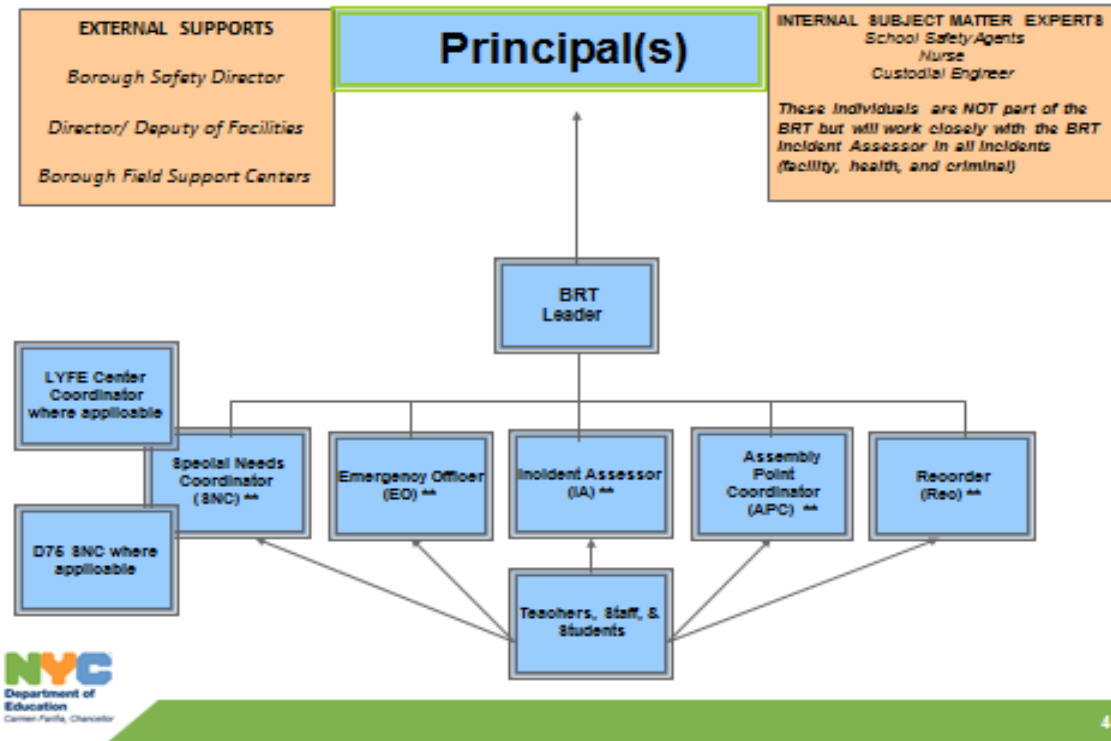 EXTERNAL SUPPORTS
Borough Safety Director
Director/ Deputy of Facilities
Borough Field Support Centers
Principal(s)
INTERNAL SUBJECT MATTER EXPERTS
School Safety Agents
Nurse
Custodial Engineer
These individuals are NOT part of the
BRT but will work closely with the BRT
Incident Assessor in all incidents
(facility, health, and criminal)
BRT
Leader
LYFE Center
Coordinator
where applicable
Special Needs
Coordinator
(SNC) **
Emergency Officer
(EO) **
Incident Assessor
(IA) **
Assembly
Point
Coordinator
(APC) **
Recorder
(Rec) **
D75 SNC where
applicable
Teachers, Staff, &
Students
NYC
Department of
Education
Carmen Fariña, Chancellor
4